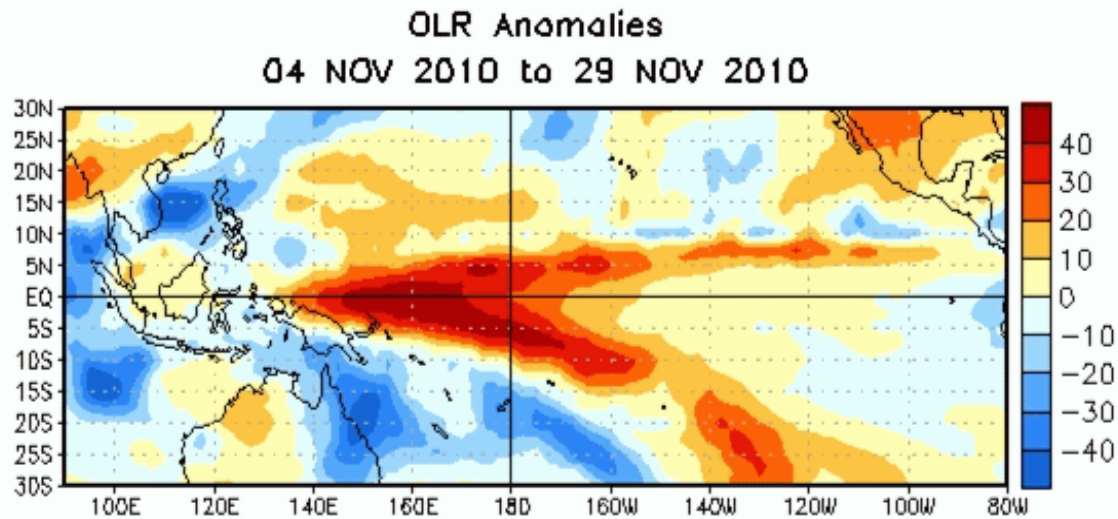 OLR Anomalies
04 NOV 2010 to 29 NOV 2010
30N
25N
20N
15N
10N
5N
EQ
5S
10S
15S
20S
25S
30S
100E 120E 140E 160E 180 160W 140W 120W 100W 80W
40
30
20
10
0
-10
-20
-30
-40